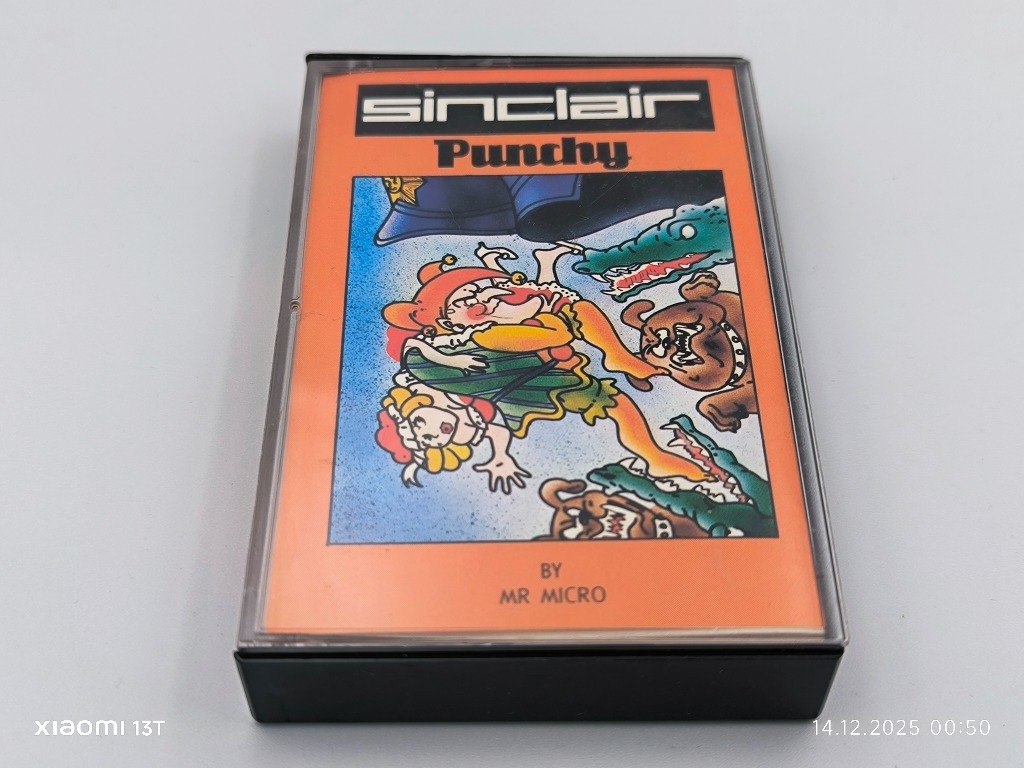 sinclair
Punchy
BY
MR MICRO
XIAOMI 13T
14.12.2025 00:50